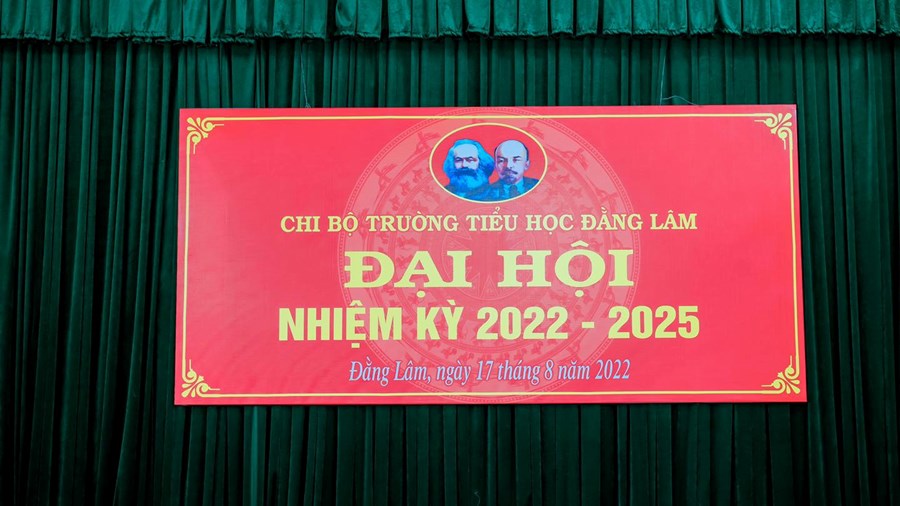 CHI BỘ TRƯỜNG TIỂU HỌC ĐẰNG LÂM
ĐẠI HỘI
NHIỆM KỲ 2022 - 2025
Đằng Lâm, ngày 17 tháng 8 năm 2022